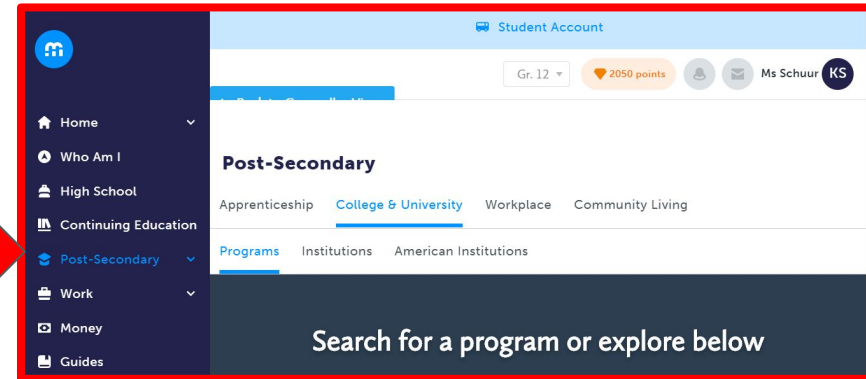 Student Account
m
Gr. 12 2050 points Ms Schuur KS
Home
Who Am I
High School
Continuing Education
Post-Secondary
Work
Money
Guides
Post-Secondary
Apprenticeship College & University Workplace Community Living
Programs Institutions American Institutions
Search for a program or explore below